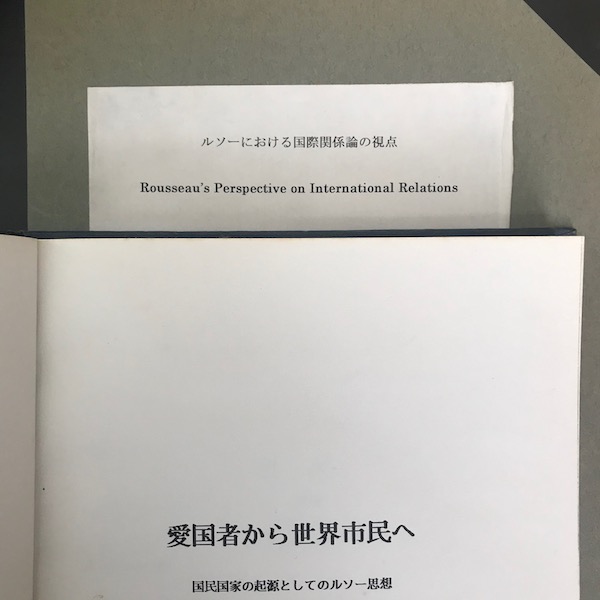 ルソーにおける国際関係論の視点
Rousseau's Perspective on International Relations
愛国者から世界市民へ
国民国家の起源としてのルソー思想